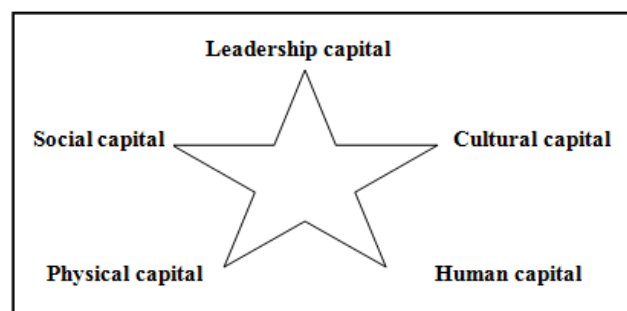 Leadership capital
Social capital
Cultural capital
Physical capital
Human capital